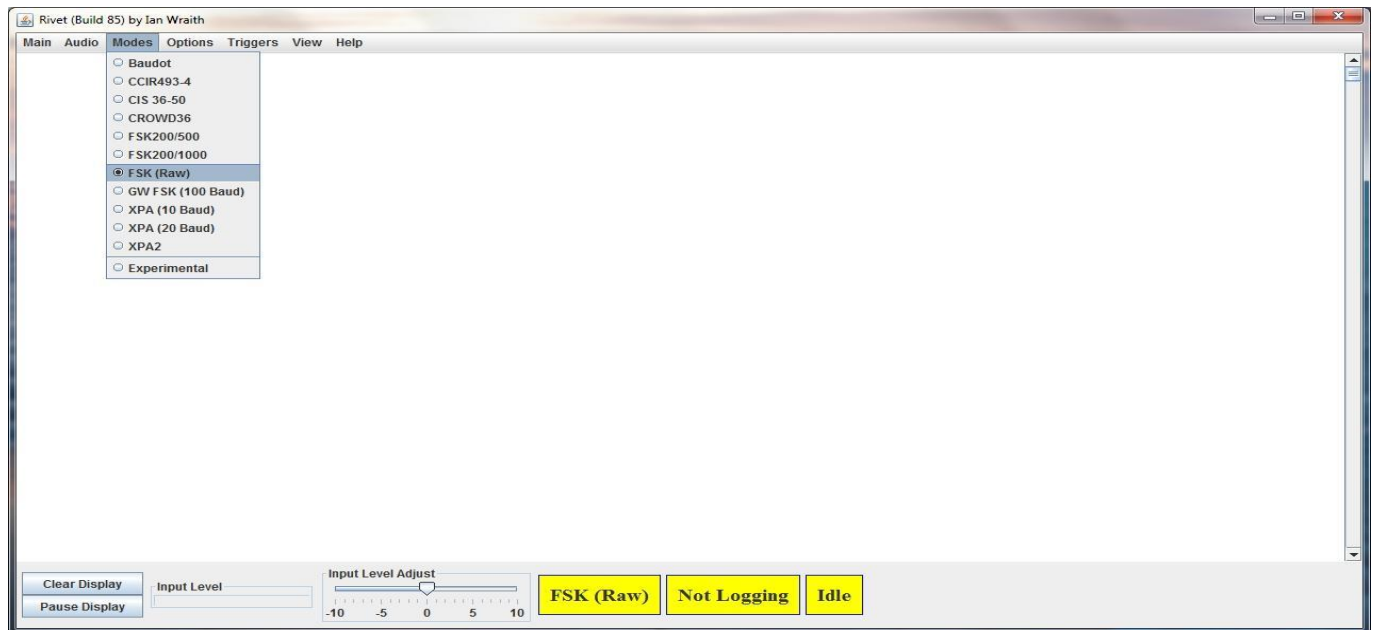 Rivet (Build 85) by Ian Wraith
Main Audio Modes Options Triggers View Help
Baudot
CCIR493-4
CIS 36-50
CROWD36
FSK200/500
FSK200/1000
FSK (Raw)
GW FSK (100 Baud)
XPA (10 Baud)
XPA (20 Baud)
XPA2
Experimental
Clear Display
Pause Display
Input Level
Input Level Adjust
-10 -5 0 5 10
FSK (Raw)
Not Logging
Idle